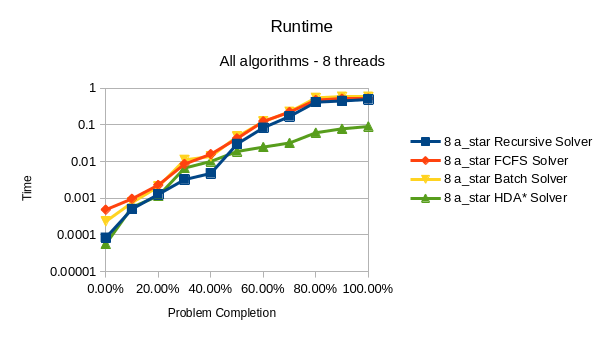 Runtime
All algorithms - 8 threads
1
0.1
0.01
0.001
0.0001
0.00001
Time
0.00% 20.00% 40.00% 60.00% 80.00% 100.00%
Problem Completion
8 a_star Recursive Solver
8 a_star FCFS Solver
8 a_star Batch Solver
8 a_star HDA* Solver